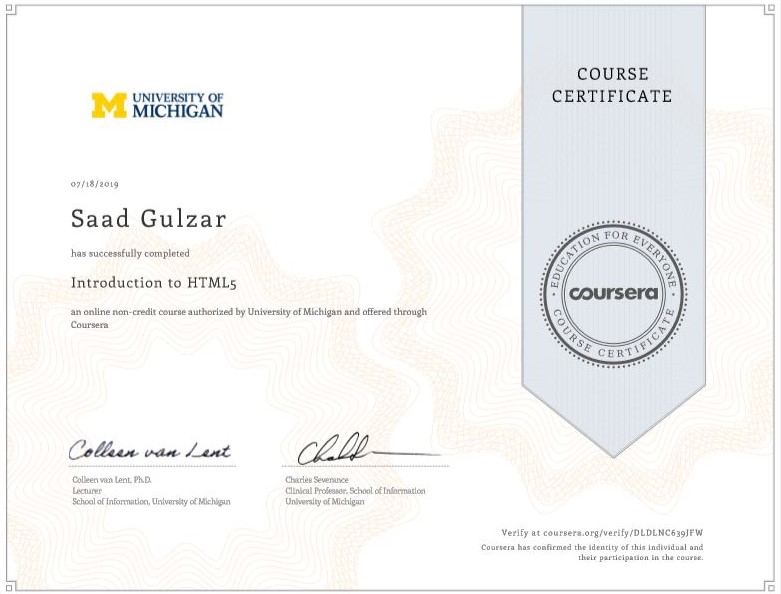 UNIVERSITY OF
MICHIGAN
COURSE
CERTIFICATE
07/18/2019
Saad Gulzar
has successfully completed
Introduction to HTML5
an online non-credit course authorized by University of Michigan and offered through
Coursera
EDUCATION FOR EVERYONE
coursera
COURSE CERTIFICATE
Colleen van Lent
Colleen van Lent, Ph.D.
Lecturer
School of Information, University of Michigan
Charles Severance
Clinical Professor, School of Information
University of Michigan
Verify at coursera.org/verify/DLDLNC639JFW
Coursera has confirmed the identity of this individual and
their participation in the course.